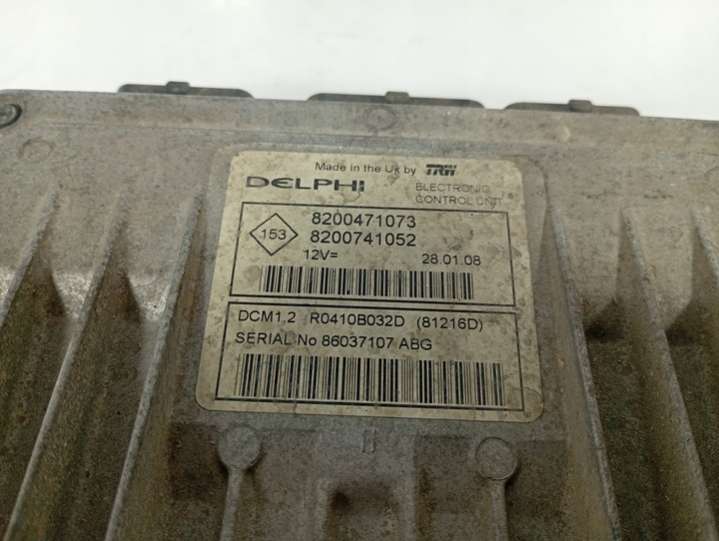 Made in the Uk by TRW
DELPHI
ELECTRONIC
CONTROL UNIT
153
8200471073
8200741052
12V=
28.01.08
DCM1.2 R0410B032D (81216D)
SERIAL No 86037107 ABG